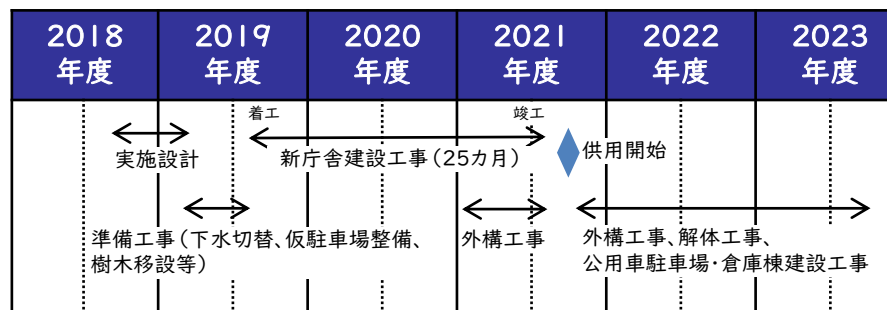 2018
年度
2019
年度
2020
年度
2021
年度
2022
年度
2023
年度
着工
竣工
実施設計
新庁舎建設工事(25カ月)
供用開始
準備工事(下水切替、仮駐車場整備、
樹木移設等)
外構工事
外構工事、解体工事、
公用車駐車場・倉庫棟建設工事